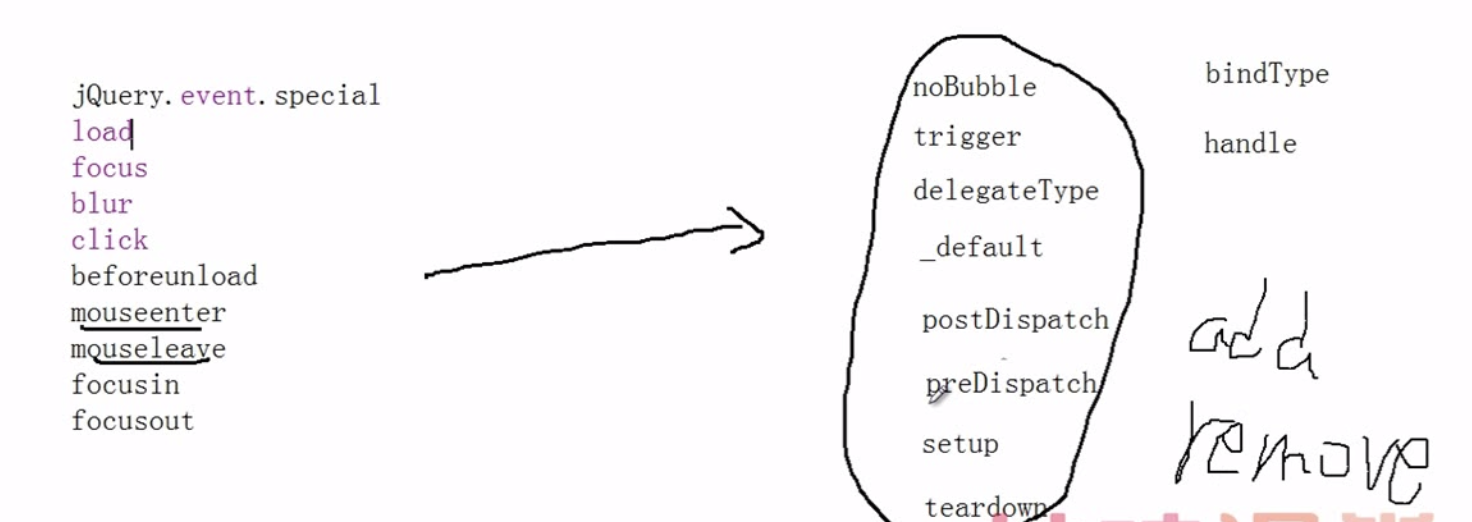 jQuery.event.special
load
focus
blur
click
beforeunload
mouseenter
mouseleave
focusin
focusout
noBubble
trigger
delegateType
_default
postDispatch
preDispatch
setup
teardown
bindType
handle
add
remove